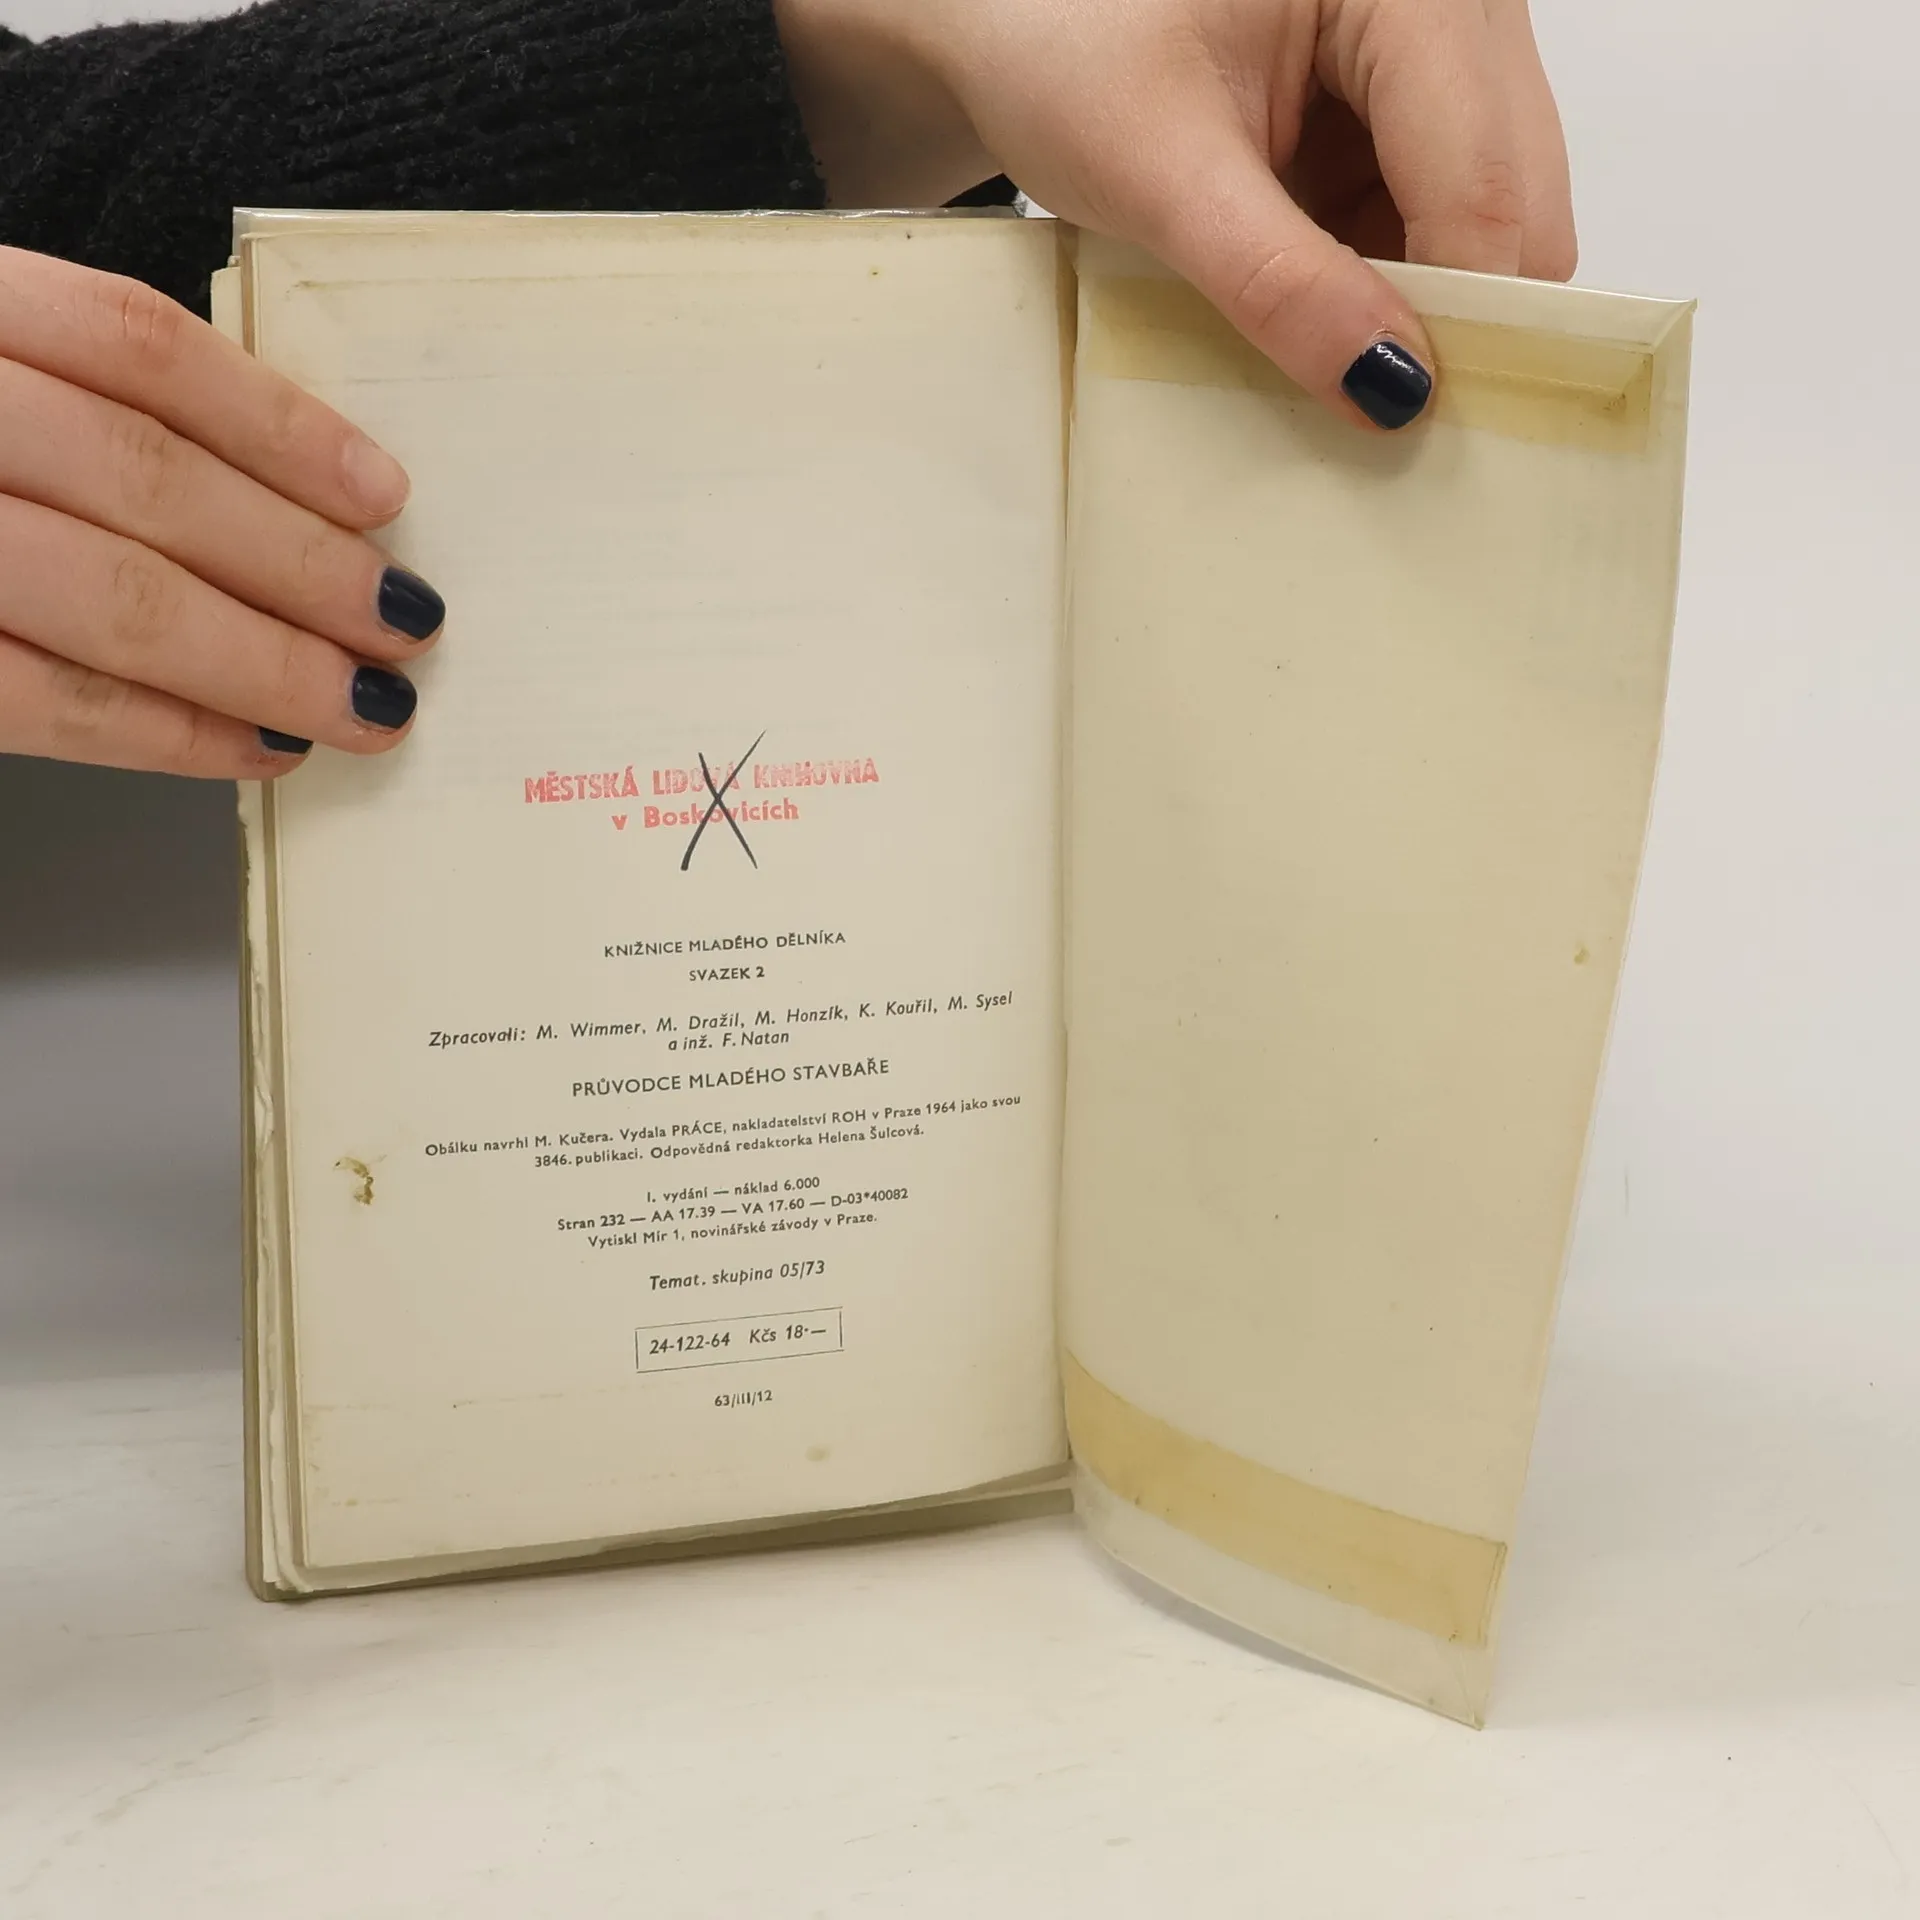 MĚSTSKÁ LIDOVÁ KNIHOVNA
v Boskovicích
KNIŽNICE MLADÉHO DĚLNÍKA
SVAZEK 2
Zpracovali: M. Wimmer, M. Dražil, M. Honzík, K. Kouřil, M. Sysel
a inž. F. Natan
PRŮVODCE MLADÉHO STAVBAŘE
Obálku navrhl M. Kučera. Vydala PRÁCE, nakladatelství ROH v Praze 1964 jako svou
3846. publikaci. Odpovědná redaktorka Helena Šulcová.
I. vydání — náklad 6.000
Stran 232 — AA 17.39 — VA 17.60 — D-03*40082
Vytiskl Mír 1, novinářské závody v Praze.
Temat. skupina 05/73
24-122-64 Kčs 18·—
63/III/12